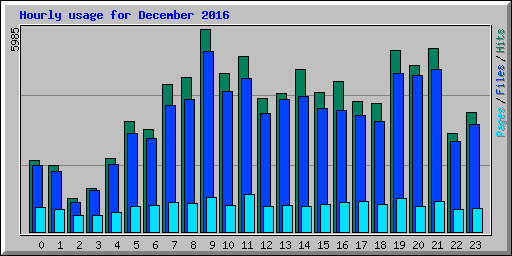 Hourly usage for December 2016
5985
Pages/Files/Hits
0 1 2 3 4 5 6 7 8 9 10 11 12 13 14 15 16 17 18 19 20 21 22 23